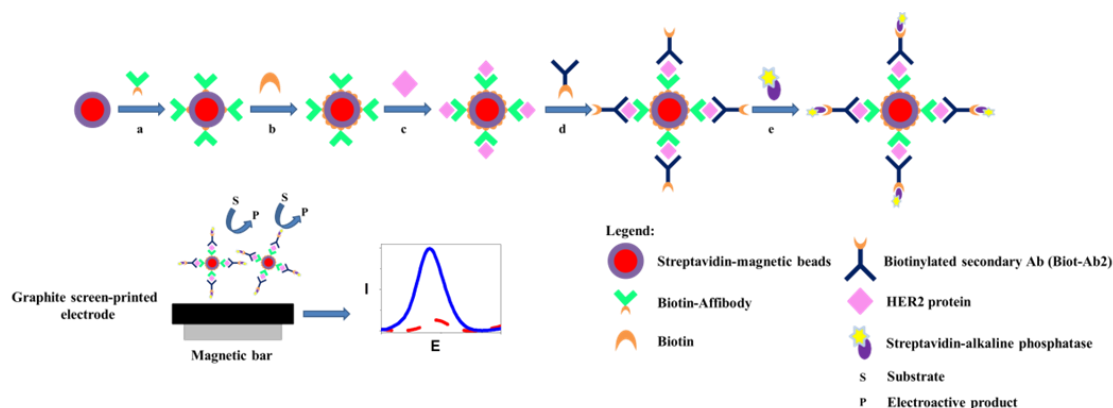 a
b
c
d
e
S
P
S
P
Graphite screen-printed
electrode
Magnetic bar
I
E
Legend:
Streptavidin-magnetic beads
Biotin-Affibody
Biotin
Biotinylated secondary Ab (Biot-Ab2)
HER2 protein
Streptavidin-alkaline phosphatase
S Substrate
P Electroactive product